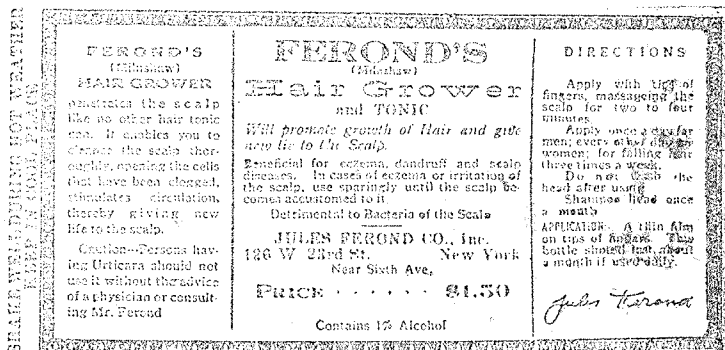 SHAKE WELL DURING HOT WEATHER
KEEP IN COOL PLACE
FEROND'S
(Milnshaw)
HAIR GROWER
penetrates the scalp
like no other hair tonic
can. It enables you to
cleanse the scalp thor-
oughly, opening the cells
that have been clogged,
stimulates circulation,
thereby giving new
life to the scalp.
Caution--Persons hav-
ing Urticara should not
use it without the advice
of a physician or consult-
ing Mr. Ferond
FEROND'S
(Milnshaw)
Hair Grower
and TONIC
Will promote growth of Hair and give
new lie to the Scalp.
Beneficial for eczema, dandruff and scalp
diseases. In cases of eczema or irritation of
the scalp, use sparingly until the scalp be-
comes accustomed to it.
Detrimental to Bacteria of the Scalp
JULES FEROND CO., Inc.
126 W 23rd St. New York
Near Sixth Ave,
PRICE · · · · · · $1.50
Contains 1% Alcohol
DIRECTIONS
Apply with tips of
fingers, massaging the
scalp for two to four
minutes.
Apply once a day for
men; every other day for
women; for falling hair
three times a week.
Do not wash the
head after using
Shampoo head once
a month
APPLICATION-- A thin film
on tips of fingers. This
bottle should last about
a month if used daily.
Jules Ferond